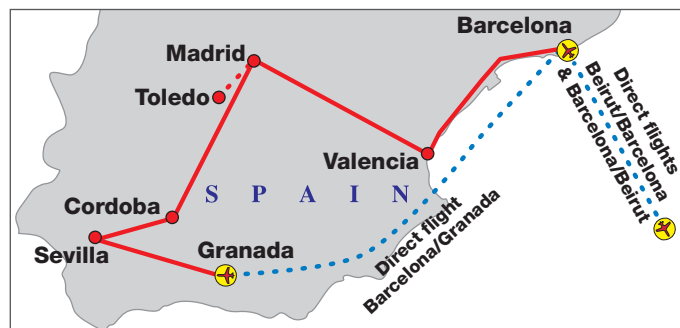 Barcelona
Madrid
Toledo
Valencia
Direct flights
Beirut/Barcelona
& Barcelona/Beirut
S P A I N
Cordoba
Sevilla
Granada
Direct flight
Barcelona/Granada